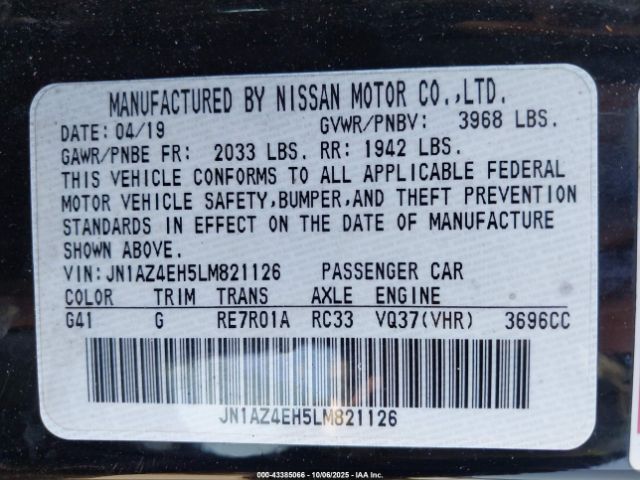 MANUFACTURED BY NISSAN MOTOR CO.,LTD.
DATE: 04/19 GVWR/PNBV: 3968 LBS.
GAWR/PNBE FR: 2033 LBS. RR: 1942 LBS.
THIS VEHICLE CONFORMS TO ALL APPLICABLE FEDERAL
MOTOR VEHICLE SAFETY,BUMPER,AND THEFT PREVENTION
STANDARDS IN EFFECT ON THE DATE OF MANUFACTURE
SHOWN ABOVE.
VIN: JN1AZ4EH5LM821126 PASSENGER CAR
COLOR TRIM TRANS AXLE ENGINE
G41 G RE7R01A RC33 VQ37(VHR) 3696CC
JN1AZ4EH5LM821126
000-43385066 - 10/06/2025 - IAA Inc.